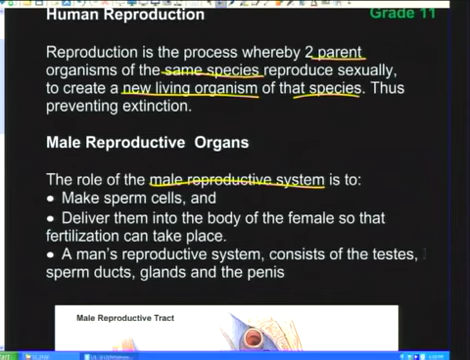 Human Reproduction
Grade 11
Reproduction is the process whereby 2 parent
organisms of the same species reproduce sexually,
to create a new living organism of that species. Thus
preventing extinction.
Male Reproductive Organs
The role of the male reproductive system is to:
• Make sperm cells, and
• Deliver them into the body of the female so that
fertilization can take place.
• A man's reproductive system, consists of the testes,
sperm ducts, glands and the penis
Male Reproductive Tract